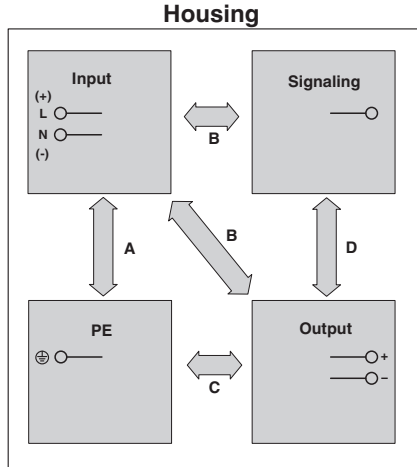 Housing
Input
Signaling
(+)
L
N
(-)
B
A
B
D
PE
Output
+
−
C